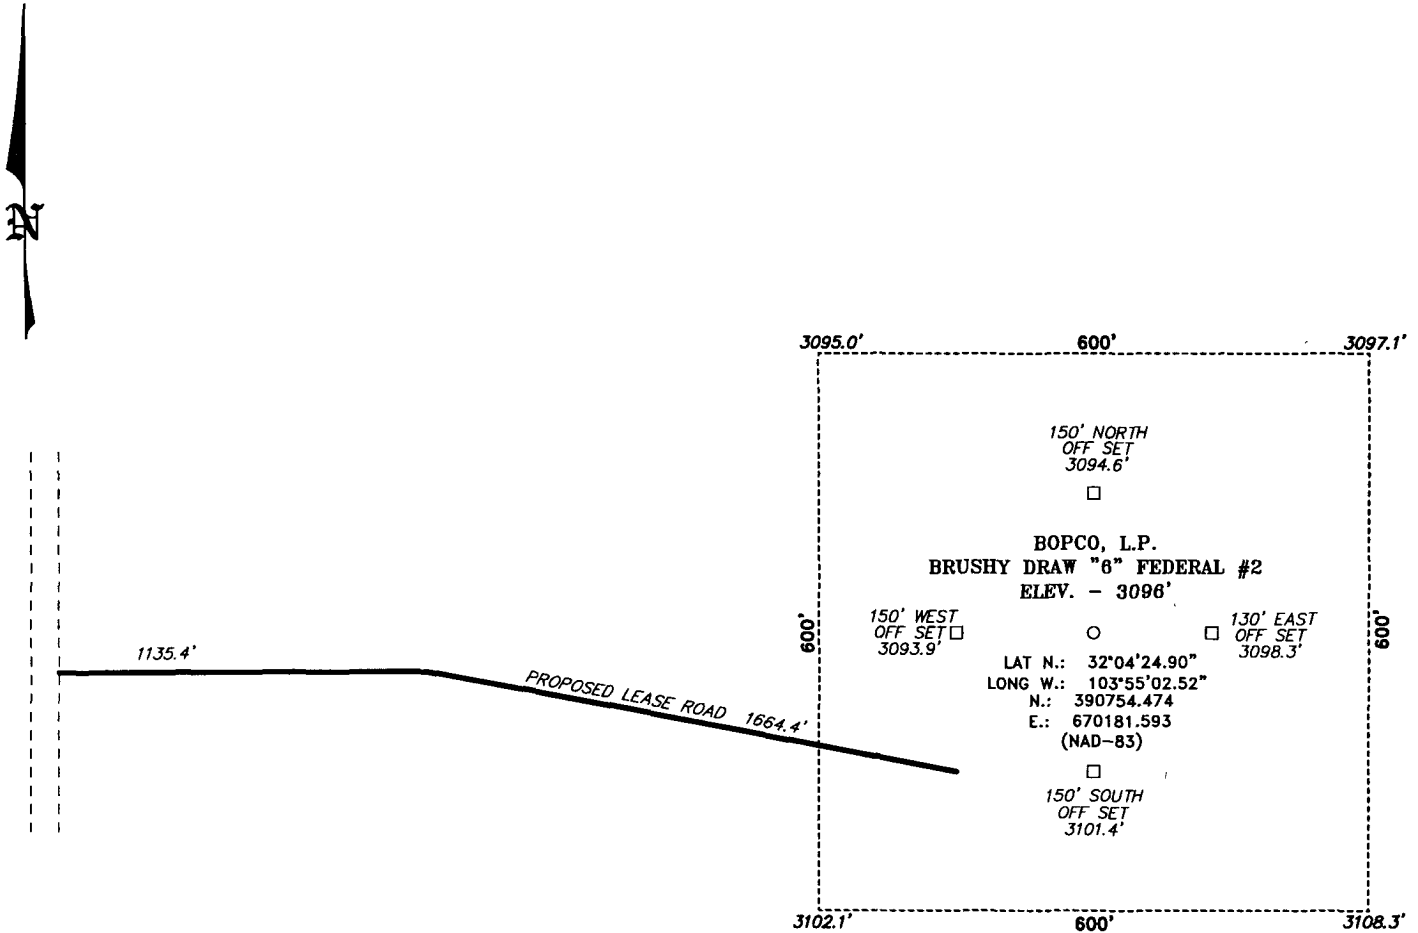 N
3095.0'
600'
3097.1'
150' NORTH
OFF SET
3094.6'
BOPCO, L.P.
BRUSHY DRAW "6" FEDERAL #2
ELEV. - 3096'
600'
150' WEST
OFF SET
3093.9'
130' EAST
OFF SET
3098.3'
600'
LAT N.: 32°04'24.90"
LONG W.: 103°55'02.52"
N.: 390754.474
E.: 670181.593
(NAD-83)
1135.4'
PROPOSED LEASE ROAD 1664.4'
150' SOUTH
OFF SET
3101.4'
3102.1'
600'
3108.3'